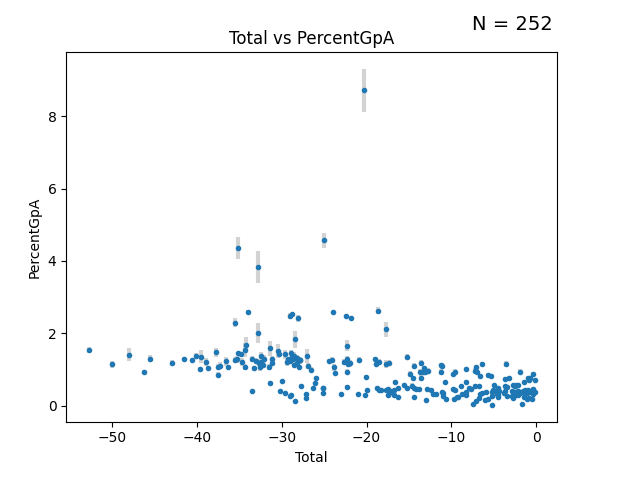 N = 252
Total vs PercentGpA
PercentGpA
8
6
4
2
0
−50 −40 −30 −20 −10 0
Total